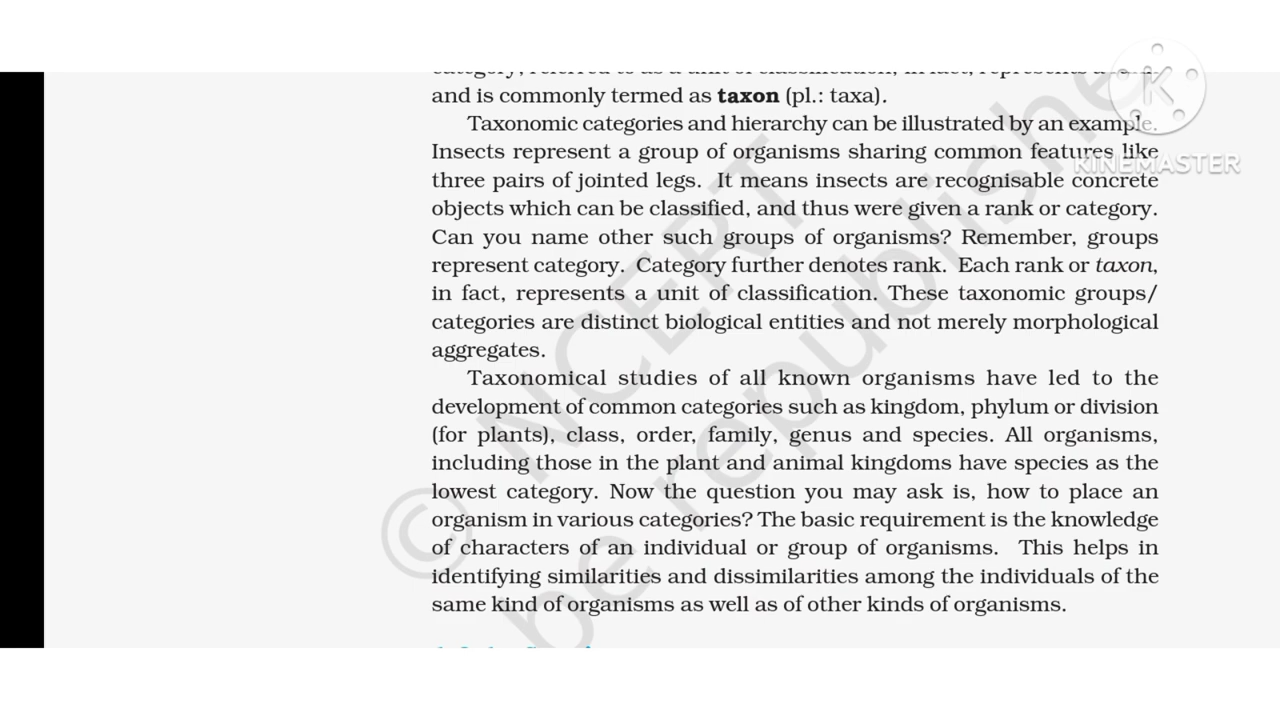 and is commonly termed as taxon (pl.: taxa).
Taxonomic categories and hierarchy can be illustrated by an example.
Insects represent a group of organisms sharing common features like
KINEMASTER
three pairs of jointed legs. It means insects are recognisable concrete
objects which can be classified, and thus were given a rank or category.
Can you name other such groups of organisms? Remember, groups
represent category. Category further denotes rank. Each rank or taxon,
in fact, represents a unit of classification. These taxonomic groups/
categories are distinct biological entities and not merely morphological
aggregates.
Taxonomical studies of all known organisms have led to the
development of common categories such as kingdom, phylum or division
(for plants), class, order, family, genus and species. All organisms,
including those in the plant and animal kingdoms have species as the
lowest category. Now the question you may ask is, how to place an
organism in various categories? The basic requirement is the knowledge
of characters of an individual or group of organisms. This helps in
identifying similarities and dissimilarities among the individuals of the
same kind of organisms as well as of other kinds of organisms.
© NCERT
be republished